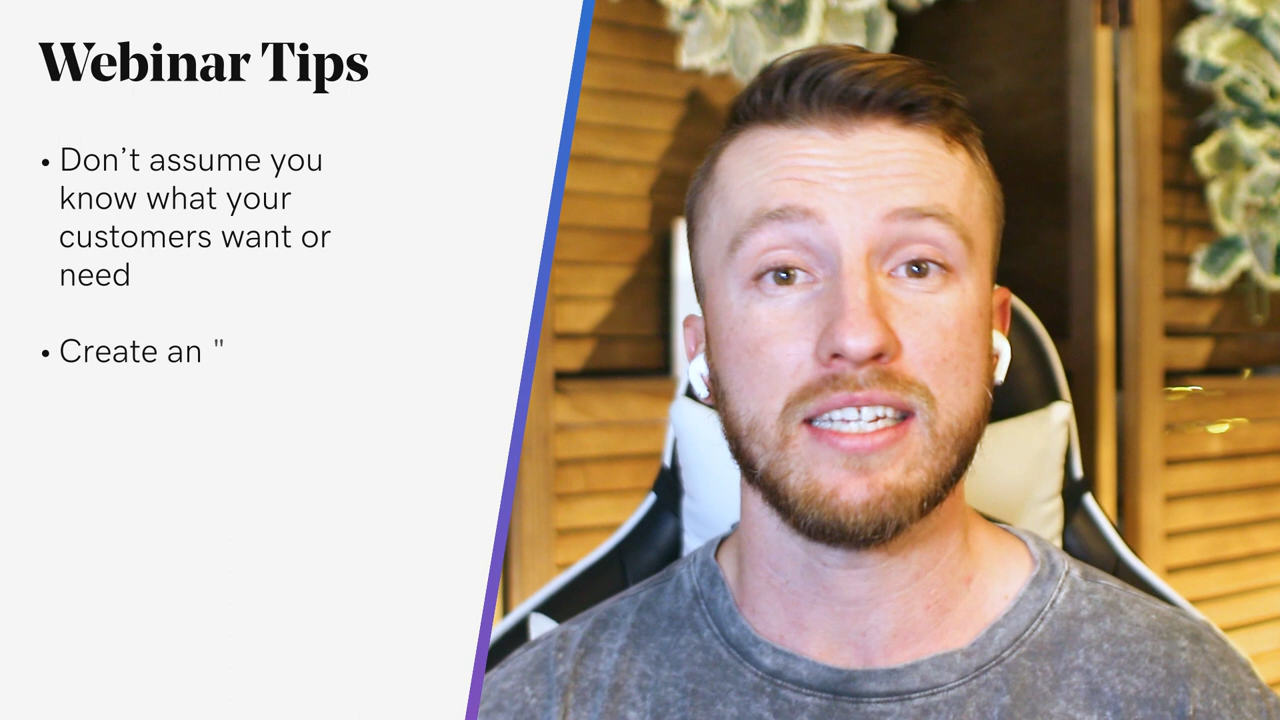 Webinar Tips
• Don’t assume you
know what your
customers want or
need
• Create an "